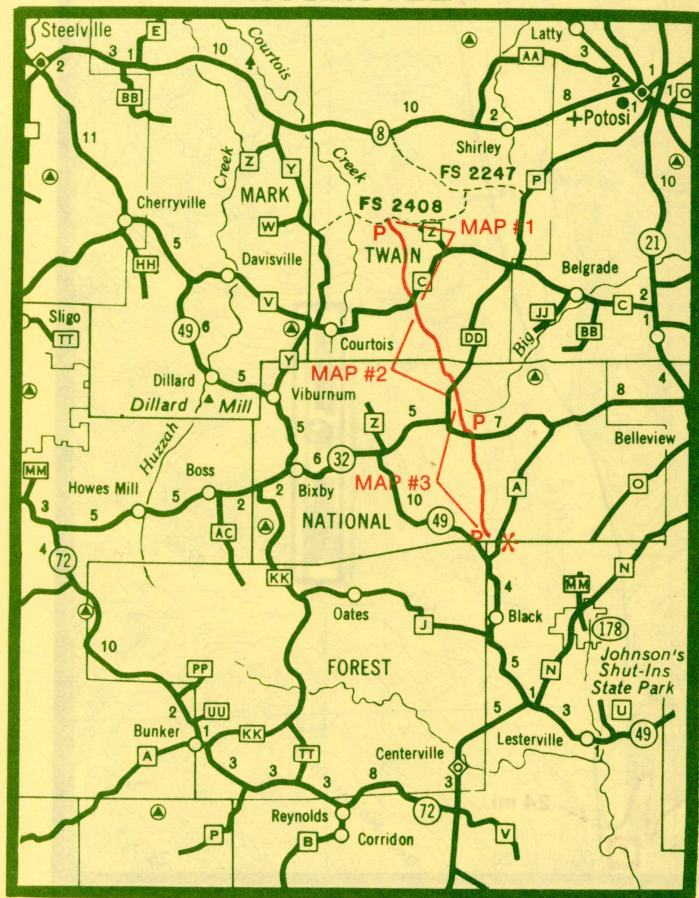 Steelville
E
Courtois
Latty
3
2
3
1
10
AA
2
1
BB
10
8
1
1
O
Potosi
11
8
2
Shirley
Creek
Creek
FS 2247
10
Z
Y
P
MARK
FS 2408
Cherryville
W
P
Z
MAP #1
21
5
TWAIN
HH
Davisville
C
Belgrade
V
2
Sligo
49
6
JJ
C
TT
Y
Courtois
DD
Big
BB
1
Dillard
5
MAP #2
4
Viburnum
8
Dillard Mill
Z
5
P
7
Huzzah
5
Belleview
MM
Boss
6
32
Howes Mill
Bixby
MAP #3
A
O
3
5
5
2
2
10
NATIONAL
49
P
4
AC
72
KK
4
MM
N
Oates
Black
178
J
10
Johnson's
Shut-Ins
State Park
FOREST
5
N
PP
1
5
U
2
UU
3
Bunker
KK
Lesterville
49
1
Centerville
1
A
TT
3
3
3
3
8
Reynolds
72
P
V
B
Corridon
24 mi